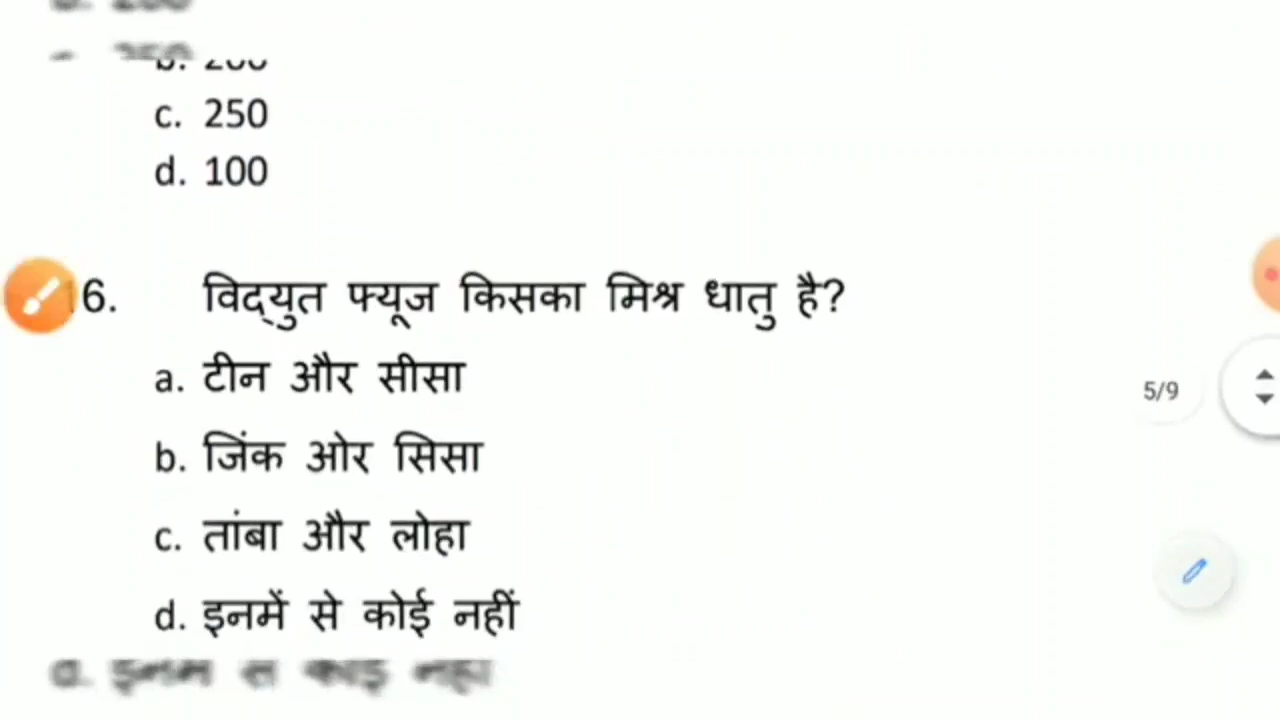 c. 250
d. 100
6. विद्युत फ्यूज किसका मिश्र धातु है?
a. टीन और सीसा
5/9
b. जिंक ओर सिसा
c. तांबा और लोहा
d. इनमें से कोई नहीं